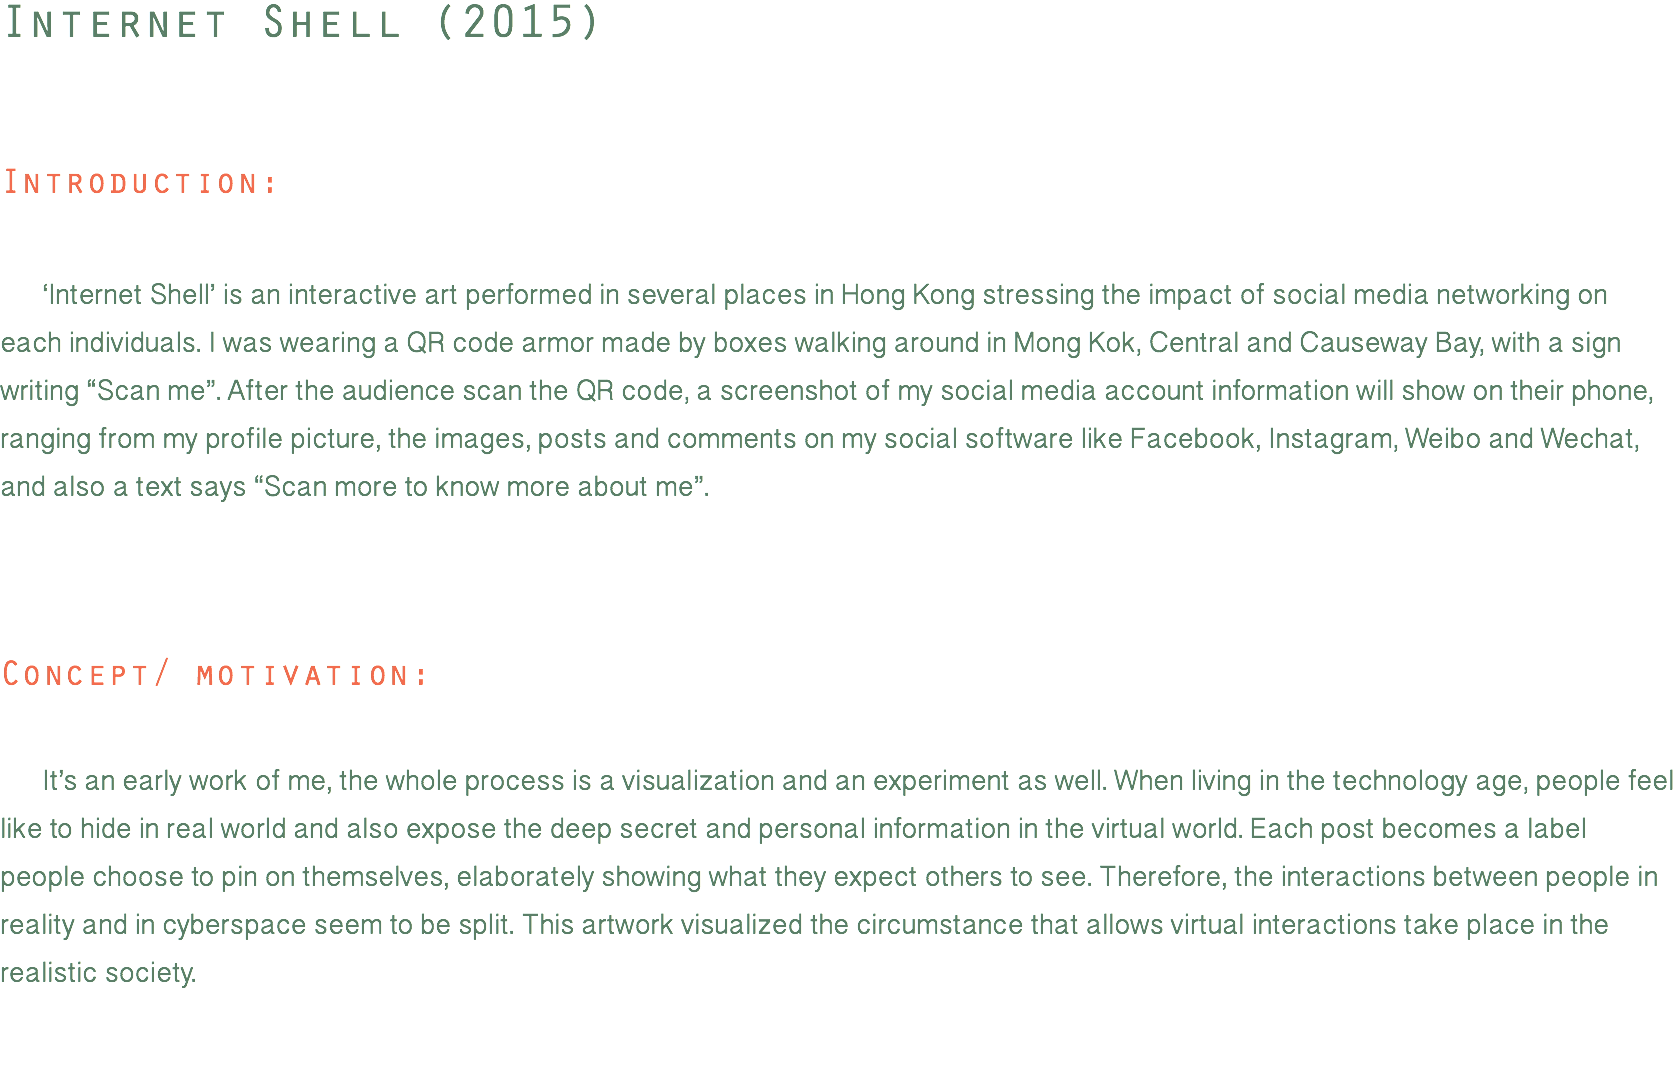 Internet Shell (2015)
Introduction:
‘Internet Shell’ is an interactive art performed in several places in Hong Kong stressing the impact of social media networking on
each individuals. I was wearing a QR code armor made by boxes walking around in Mong Kok, Central and Causeway Bay, with a sign
writing “Scan me”. After the audience scan the QR code, a screenshot of my social media account information will show on their phone,
ranging from my profile picture, the images, posts and comments on my social software like Facebook, Instagram, Weibo and Wechat,
and also a text says “Scan more to know more about me”.
Concept/ motivation:
It’s an early work of me, the whole process is a visualization and an experiment as well. When living in the technology age, people feel
like to hide in real world and also expose the deep secret and personal information in the virtual world. Each post becomes a label
people choose to pin on themselves, elaborately showing what they expect others to see. Therefore, the interactions between people in
reality and in cyberspace seem to be split. This artwork visualized the circumstance that allows virtual interactions take place in the
realistic society.